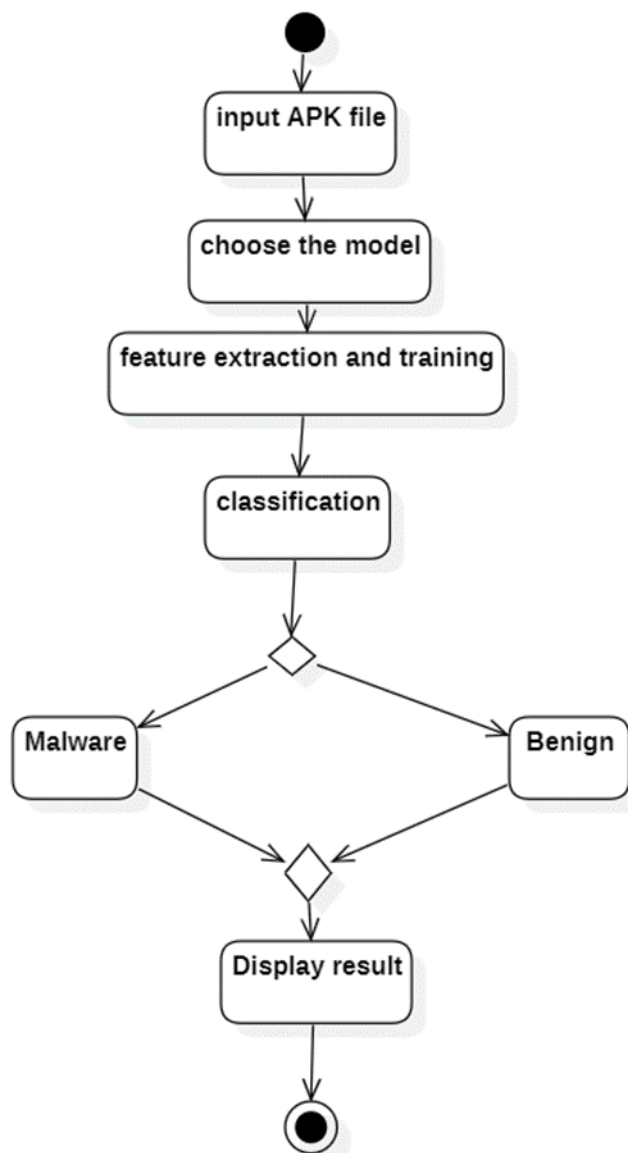 input APK file
choose the model
feature extraction and training
classification
Malware
Benign
Display result